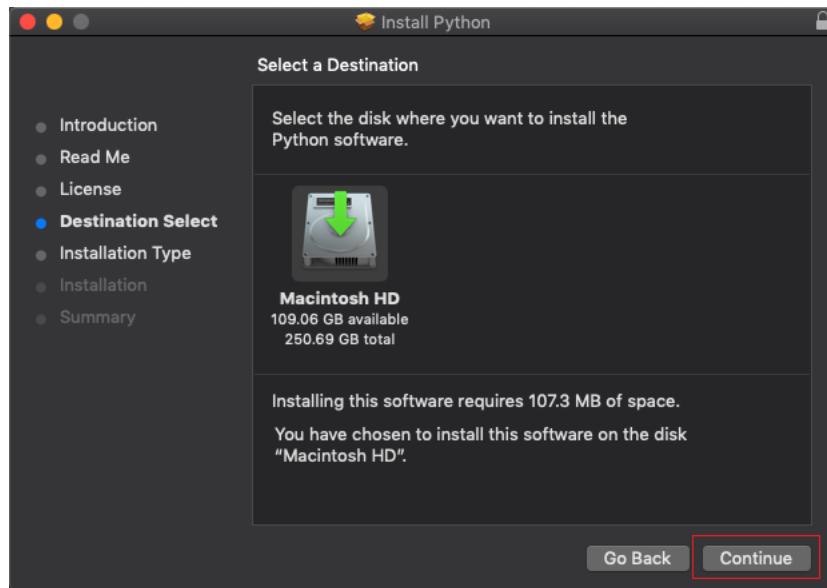 Install Python
Select a Destination
Introduction
Read Me
License
Destination Select
Installation Type
Installation
Summary
Select the disk where you want to install the
Python software.
Macintosh HD
109.06 GB available
250.69 GB total
Installing this software requires 107.3 MB of space.
You have chosen to install this software on the disk
“Macintosh HD”.
Go Back
Continue